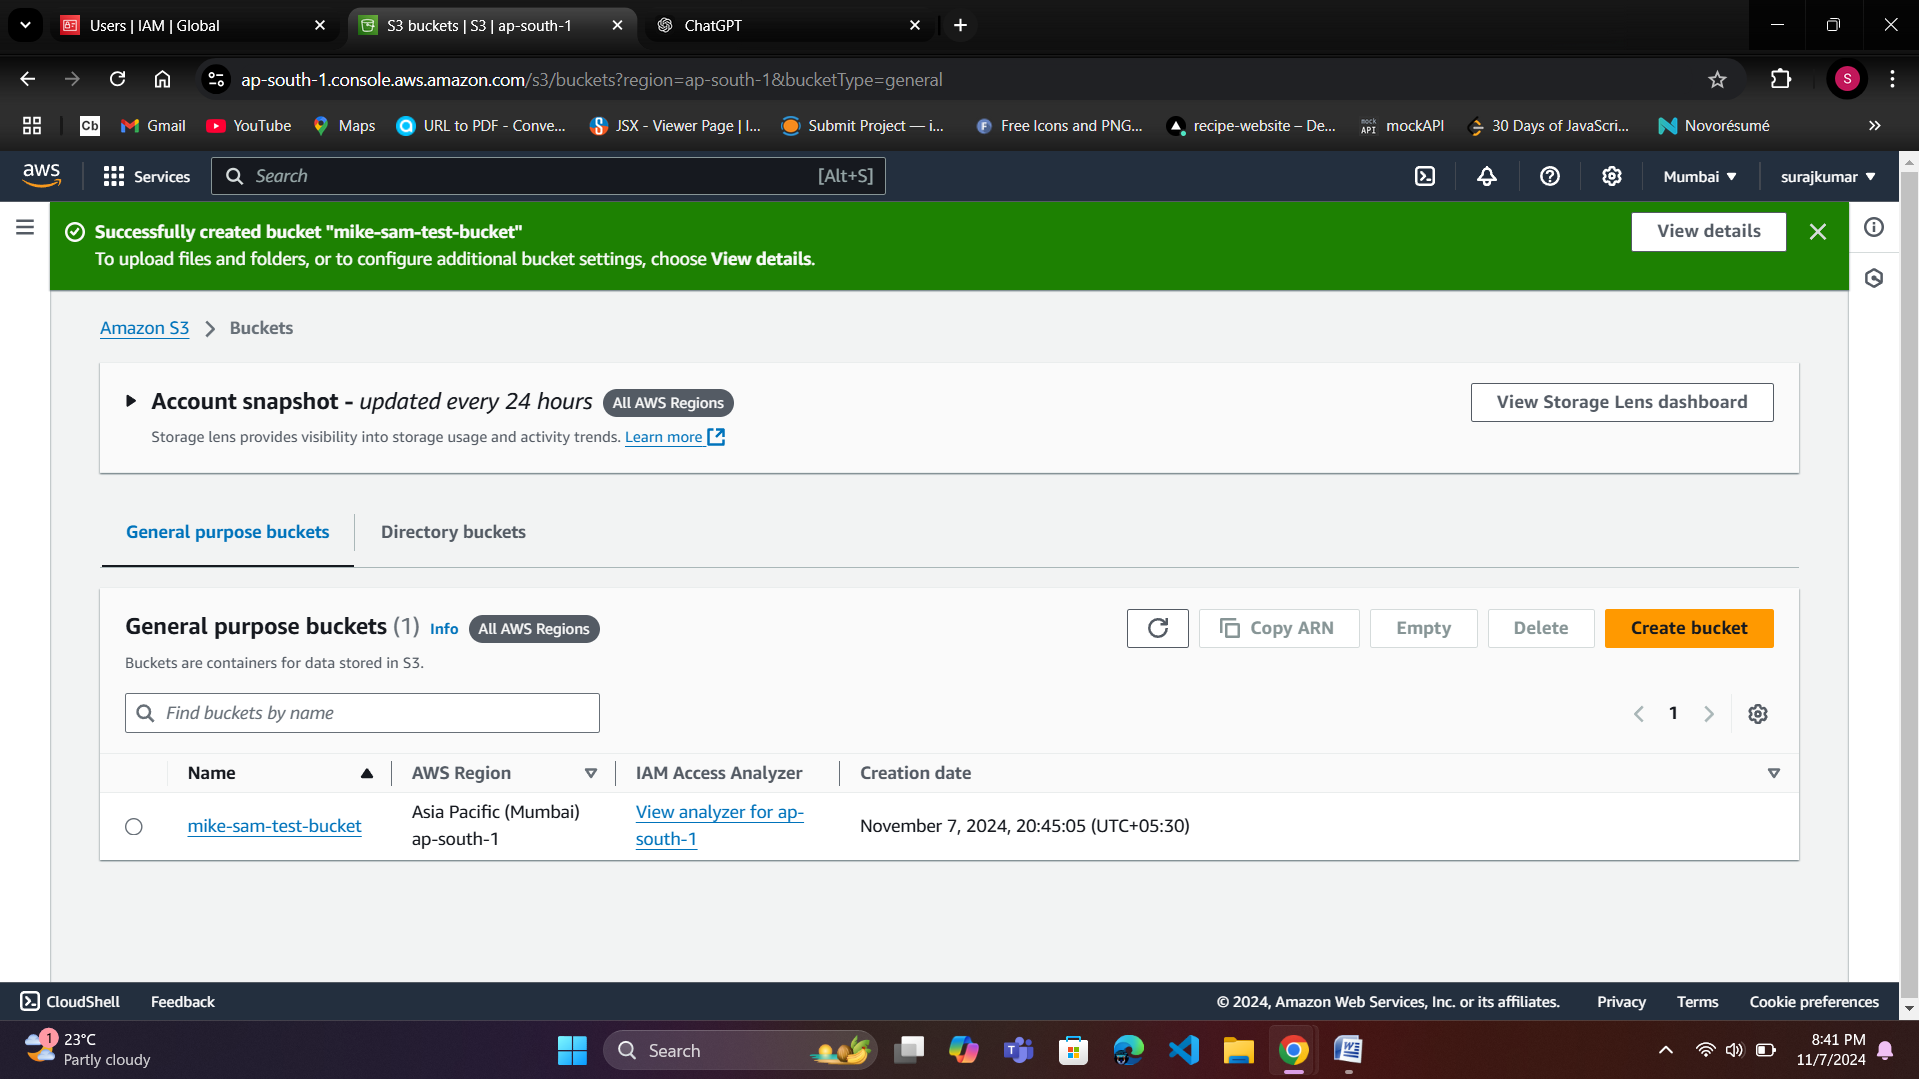 Users | IAM | Global
S3 buckets | S3 | ap-south-1
ChatGPT
ap-south-1.console.aws.amazon.com/s3/buckets?region=ap-south-1&bucketType=general
S
Cb
Gmail
YouTube
Maps
URL to PDF - Conve...
JSX - Viewer Page | I...
Submit Project — i...
Free Icons and PNG...
recipe-website – De...
mock API
mockAPI
30 Days of JavaScri...
Novorésumé
aws
Services
Search
[Alt+S]
Mumbai
surajkumar
Successfully created bucket "mike-sam-test-bucket"
To upload files and folders, or to configure additional bucket settings, choose View details.
View details
Amazon S3
Buckets
Account snapshot - updated every 24 hours
All AWS Regions
Storage lens provides visibility into storage usage and activity trends. Learn more
View Storage Lens dashboard
General purpose buckets
Directory buckets
General purpose buckets (1)
Info
All AWS Regions
Buckets are containers for data stored in S3.
Copy ARN
Empty
Delete
Create bucket
Find buckets by name
1
Name
AWS Region
IAM Access Analyzer
Creation date
mike-sam-test-bucket
Asia Pacific (Mumbai)
ap-south-1
View analyzer for ap-
south-1
November 7, 2024, 20:45:05 (UTC+05:30)
CloudShell
Feedback
© 2024, Amazon Web Services, Inc. or its affiliates.
Privacy
Terms
Cookie preferences
1
23°C
Partly cloudy
Search
8:41 PM
11/7/2024